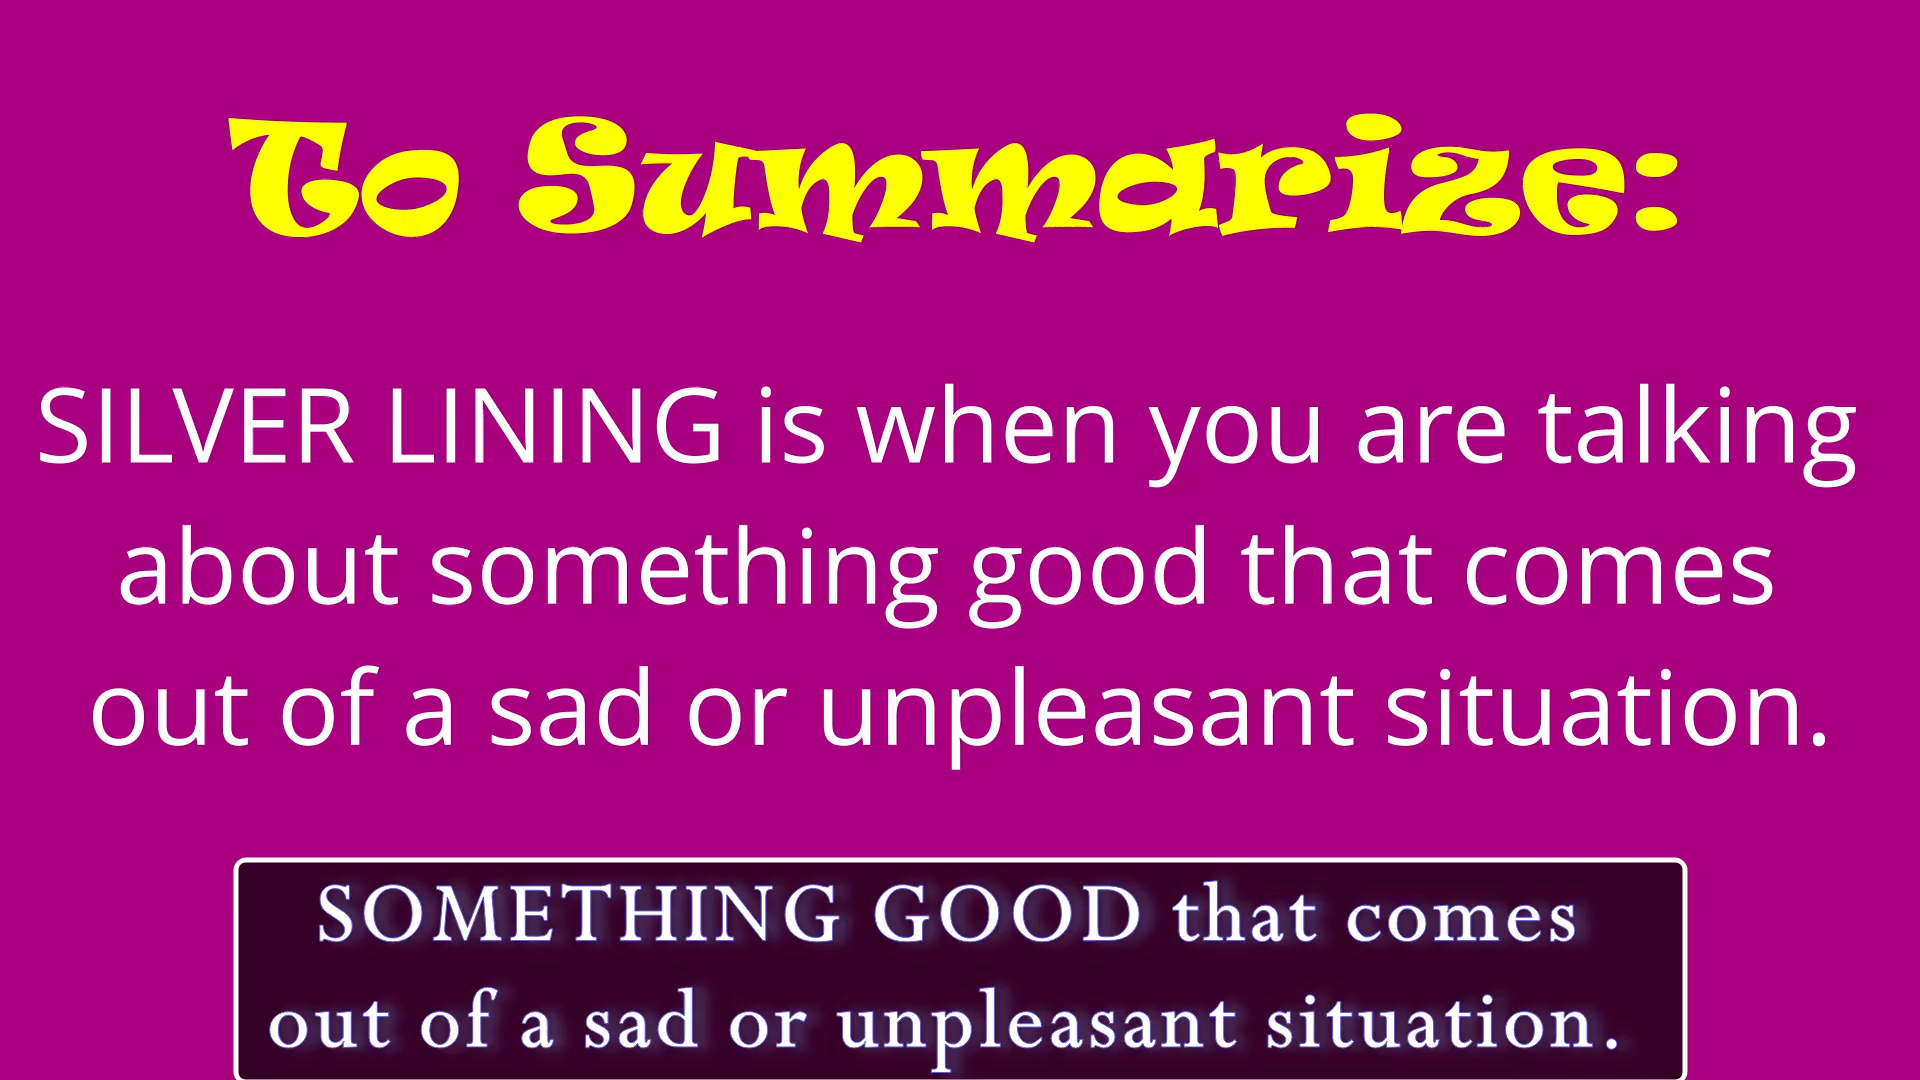 To Summarize:
SILVER LINING is when you are talking
about something good that comes
out of a sad or unpleasant situation.
SOMETHING GOOD that comes
out of a sad or unpleasant situation.